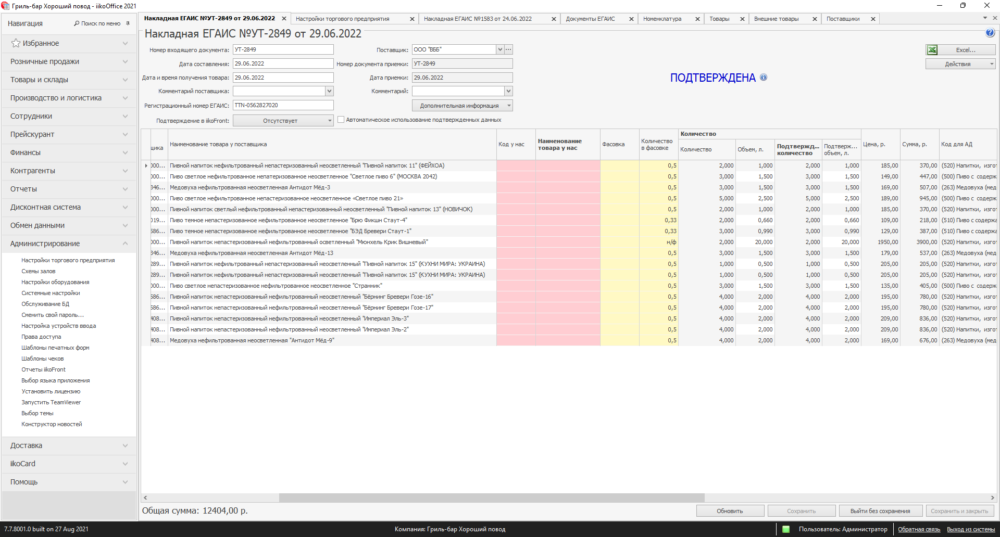 Гриль-бар Хороший повод - iikoOffice 2021
Навигация
Поиск по меню
Избранное
Розничные продажи
Товары и склады
Производство и логистика
Сотрудники
Прейскурант
Финансы
Контрагенты
Отчеты
Дисконтная система
Обмен данными
Администрирование
Настройки торгового предприятия
Схемы залов
Настройки оборудования
Системные настройки
Обслуживание БД
Сменить свой пароль...
Настройка устройств ввода
Права доступа
Шаблоны печатных форм
Шаблоны чеков
Отчеты iikoFront
Выбор языка приложения
Установить лицензию
Запустить TeamViewer
Выбор темы
Конструктор новостей
Доставка
iikoCard
Помощь
Накладная ЕГАИС №УТ-2849 от 29.06.2022 Настройки торгового предприятия Накладная ЕГАИС №1583 от 24.06.2022 Документы ЕГАИС Номенклатура Товары Внешние товары Поставщики
Накладная ЕГАИС №УТ-2849 от 29.06.2022
Номер входящего документа: УТ-2849 Поставщик: ООО "ВББ" Excel...
Дата составления: 29.06.2022 Номер документа приемки: УТ-2849 Действия
Дата и время получения товара: 29.06.2022 Дата приемки: 29.06.2022 ПОДТВЕРЖДЕНА
Комментарий поставщика: Комментарий:
Регистрационный номер ЕГАИС: TTN-0562827020 Дополнительная информация
Подтверждение в iikoFront: Отсутствует Автоматическое использование подтвержденных данных
щика Наименование товара у поставщика Код у нас Наименование товара у нас Фасовка Количество в фасовке Количество Количество Объем, л. Подтвержд... количество Подтверж... объем, л. Цена, р. Сумма, р. Код для АД
000... Пивной напиток нефильтрованный непастеризованный неосветленный "Пивной напиток 11" (ФЕЙХОА) 0,5 2,000 1,000 2,000 1,000 185,00 370,00 (520) Напитки, изгот
000... Пиво светлое нефильтрованное непатеризованное неосветленное "Светлое пиво 6" (МОСКВА 2042) 0,5 3,000 1,500 3,000 1,500 149,00 447,00 (500) Пиво с содержа
346... Медовуха нефильтрованная неосветленная Антидот Мёд-3 0,5 3,000 1,500 3,000 1,500 169,00 507,00 (263) Медовуха (мед
000... Пиво светлое нефильтрованное непастеризованное неосветленное «Светлое пиво 21» 0,5 5,000 2,500 5,000 2,500 189,00 945,00 (500) Пиво с содержа
000... Пивной напиток светлый нефильтрованный непастеризованный неосветленный "Пивной напиток 13" (НОВИЧОК) 0,5 2,000 1,000 2,000 1,000 185,00 370,00 (520) Напитки, изгот
019... Пиво темное непастеризованное нефильтрованное неосветленное "Брю Фикшн Стаут-4" 0,33 2,000 0,660 2,000 0,660 109,00 218,00 (510) Пиво с содержа
586... Пиво темное непастеризованное нефильтрованное неосветленное "БЭД Бревери Стаут-1" 0,33 3,000 0,990 3,000 0,990 129,00 387,00 (510) Пиво с содержа
000... Пивной напиток непастеризованный нефильтрованный осветленный "Мюнхель Крик Вишневый" н/ф 2,000 20,000 2,000 20,000 1950,00 3900,00 (520) Напитки, изгот
346... Медовуха нефильтрованная неосветленная Антидот Мёд-13 0,5 3,000 1,500 3,000 1,500 179,00 537,00 (263) Медовуха (мед
289... Пивной напиток нефильтрованный непастеризованный неосветленный "Пивной напиток 15" (КУХНИ МИРА: УКРАИНА) 0,5 1,000 0,500 1,000 0,500 205,00 205,00 (520) Напитки, изгот
289... Пивной напиток нефильтрованный непастеризованный неосветленный "Пивной напиток 15" (КУХНИ МИРА: УКРАИНА) 0,5 1,000 0,500 1,000 0,500 205,00 205,00 (520) Напитки, изгот
000... Пиво светлое непастеризованное нефильтрованное неосветленное "Странник" 0,5 3,000 1,500 3,000 1,500 135,00 405,00 (500) Пиво с содержа
586... Пивной напиток непастеризованный нефильтрованный неосветленный "Бёрнинг Бревери Гозе-16" 0,5 4,000 2,000 4,000 2,000 195,00 780,00 (520) Напитки, изгот
586... Пивной напиток непастеризованный нефильтрованный неосветленный "Бёрнинг Бревери Гозе-17" 0,5 4,000 2,000 4,000 2,000 195,00 780,00 (520) Напитки, изгот
408... Пивной напиток непастеризованный нефильтрованный неосветленный "Империал Эль-3" 0,5 4,000 2,000 4,000 2,000 209,00 836,00 (520) Напитки, изгот
408... Пивной напиток непастеризованный нефильтрованный неосветленный "Империал Эль-2" 0,5 4,000 2,000 4,000 2,000 209,00 836,00 (520) Напитки, изгот
408... Медовуха нефильтрованная неосветленная "Антидот Мёд-9" 0,5 4,000 2,000 4,000 2,000 169,00 676,00 (263) Медовуха (мед
Общая сумма: 12404,00 р. Обновить Сохранить Выйти без сохранения Сохранить и закрыть
7.7.8001.0 built on 27 Aug 2021 Компания: Гриль-бар Хороший повод Пользователь: Администратор Обратная связь Выход из системы